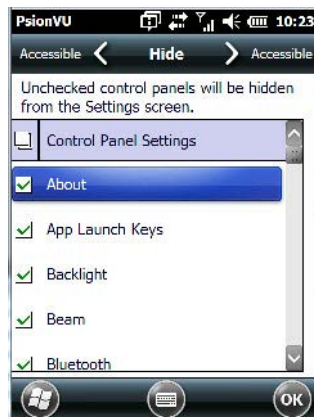 PsionVU 10:23
Accessible Hide Accessible
Unchecked control panels will be hidden
from the Settings screen.
Control Panel Settings
About
App Launch Keys
Backlight
Beam
Bluetooth
OK